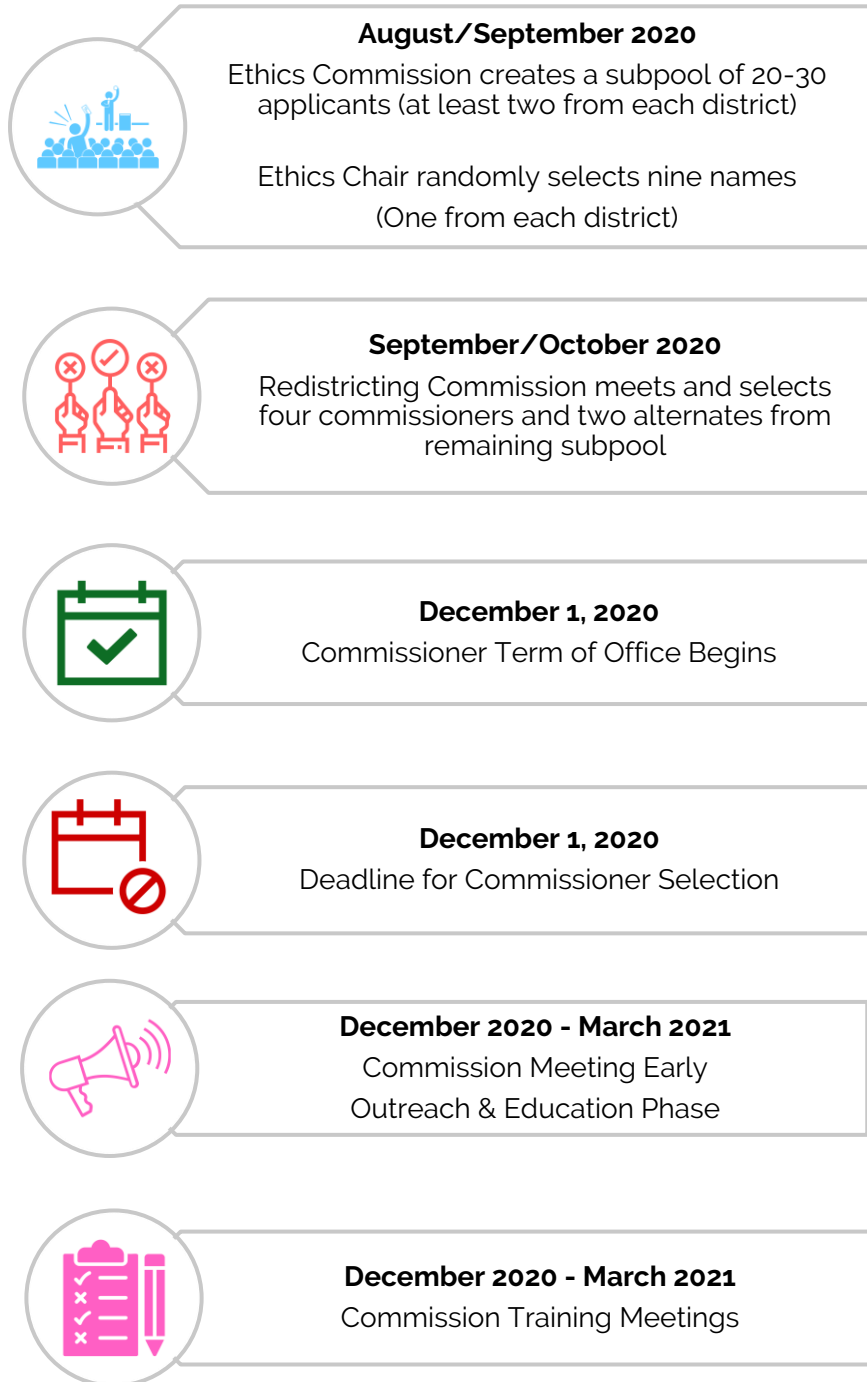 August/September 2020
Ethics Commission creates a subpool of 20-30
applicants (at least two from each district)
Ethics Chair randomly selects nine names
(One from each district)
September/October 2020
Redistricting Commission meets and selects
four commissioners and two alternates from
remaining subpool
December 1, 2020
Commissioner Term of Office Begins
December 1, 2020
Deadline for Commissioner Selection
December 2020 - March 2021
Commission Meeting Early
Outreach & Education Phase
December 2020 - March 2021
Commission Training Meetings